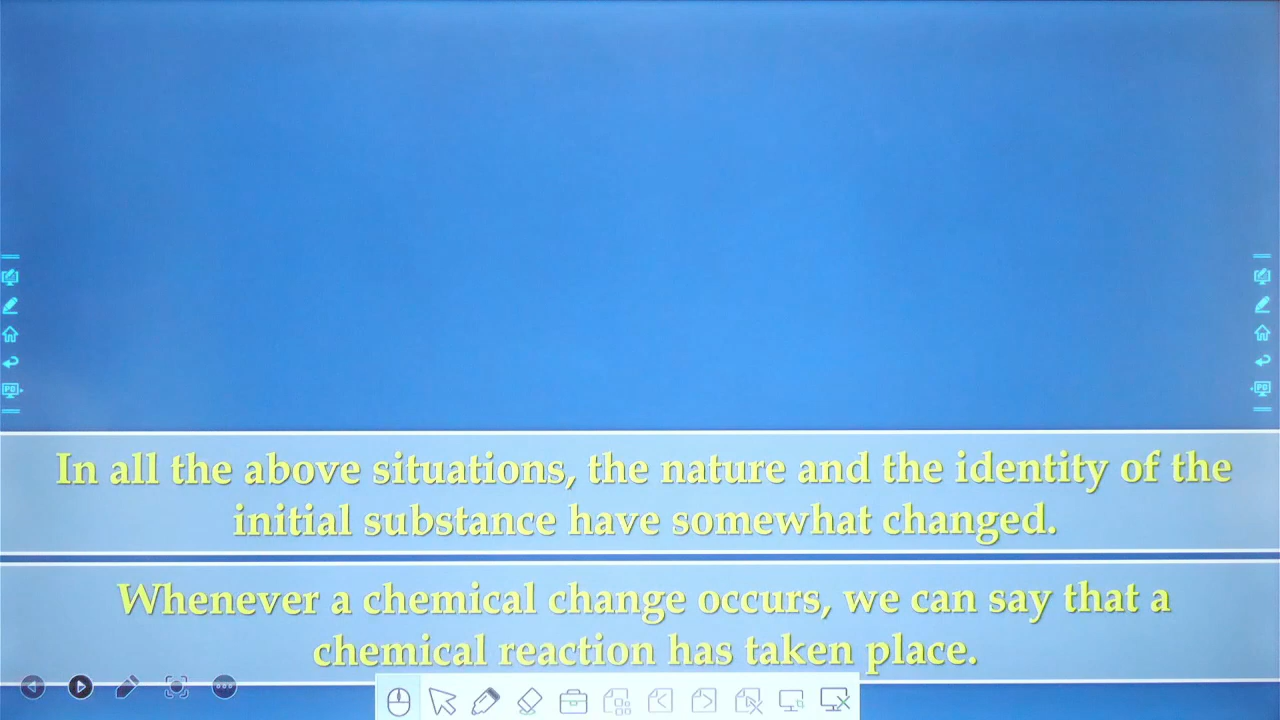 In all the above situations, the nature and the identity of the
initial substance have somewhat changed.
Whenever a chemical change occurs, we can say that a
chemical reaction has taken place.